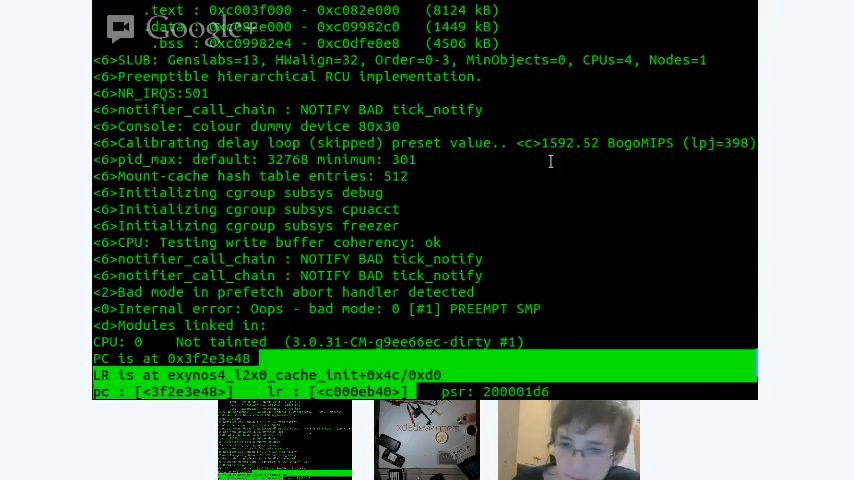 .text : 0xc003f000 - 0xc082e000   (8124 kB)
.data : 0xc082e000 - 0xc09982c0   (1449 kB)
.bss : 0xc09982e4 - 0xc0dfe8e8   (4506 kB)
Google+
<6>SLUB: Genslabs=13, HWalign=32, Order=0-3, MinObjects=0, CPUs=4, Nodes=1
<6>Preemptible hierarchical RCU implementation.
<6>NR_IRQS:501
<6>notifier_call_chain : NOTIFY BAD tick_notify
<6>Console: colour dummy device 80x30
<6>Calibrating delay loop (skipped) preset value.. <c>1592.52 BogoMIPS (lpj=398)
<6>pid_max: default: 32768 minimum: 301
<6>Mount-cache hash table entries: 512
<6>Initializing cgroup subsys debug
<6>Initializing cgroup subsys cpuacct
<6>Initializing cgroup subsys freezer
<6>CPU: Testing write buffer coherency: ok
<6>notifier_call_chain : NOTIFY BAD tick_notify
<6>notifier_call_chain : NOTIFY BAD tick_notify
<2>Bad mode in prefetch abort handler detected
<0>Internal error: Oops - bad mode: 0 [#1] PREEMPT SMP
<d>Modules linked in:
CPU: 0    Not tainted  (3.0.31-CM-g9ee66ec-dirty #1)
PC is at 0x3f2e3e48
LR is at exynos4_l2x0_cache_init+0x4c/0xd0
pc : [<3f2e3e48>]    lr : [<c000eb40>]    psr: 200001d6
xdadevelopers